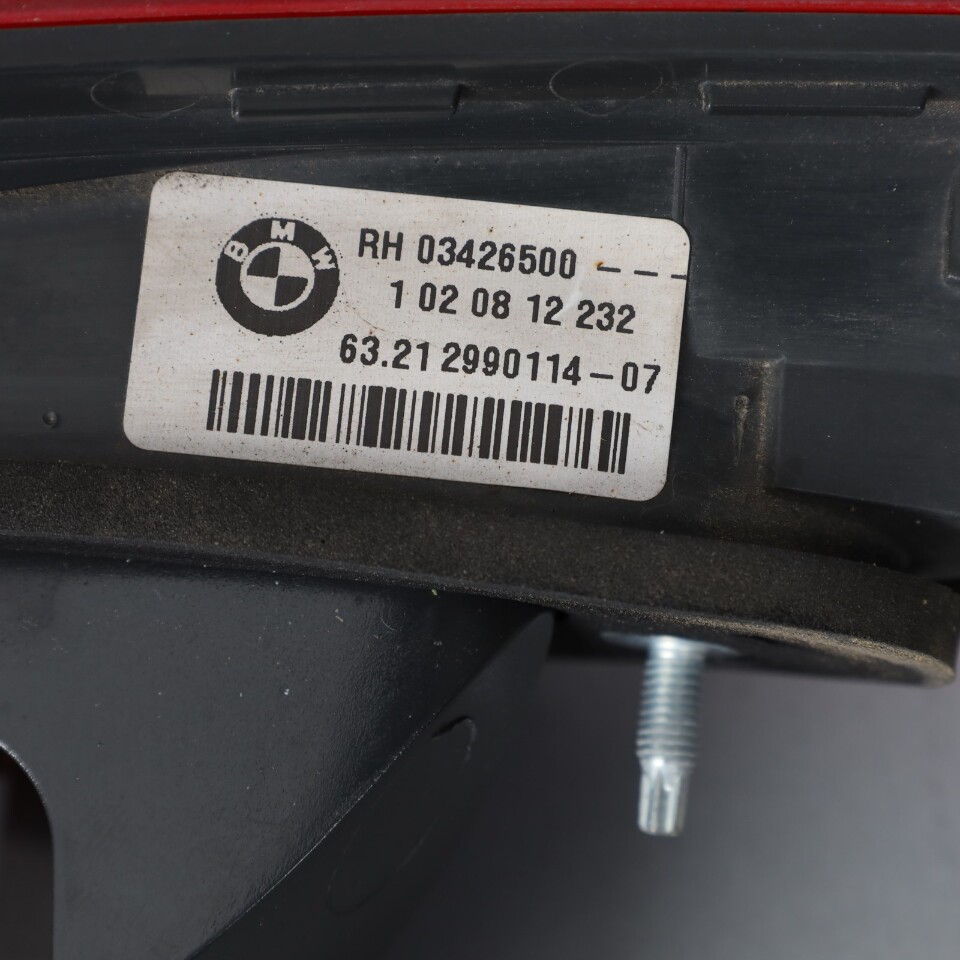 BMW
RH 03426500 ---
1 02 08 12 232
63.21 2990114-07